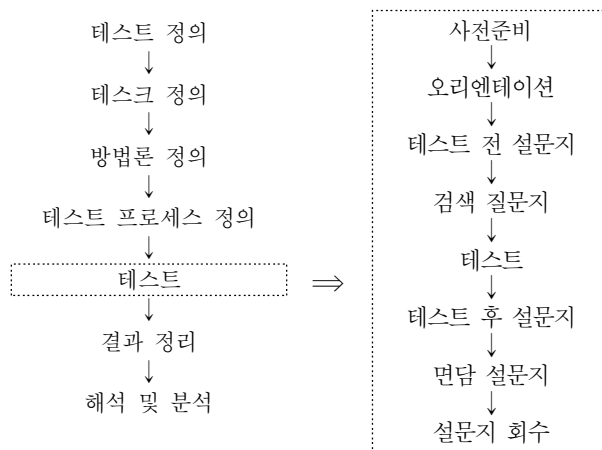 테스트 정의
↓
테스크 정의
↓
방법론 정의
↓
테스트 프로세스 정의
↓
테스트
↓
결과 정리
↓
해석 및 분석
⇒
사전준비
↓
오리엔테이션
↓
테스트 전 설문지
↓
검색 질문지
↓
테스트
↓
테스트 후 설문지
↓
면담 설문지
↓
설문지 회수